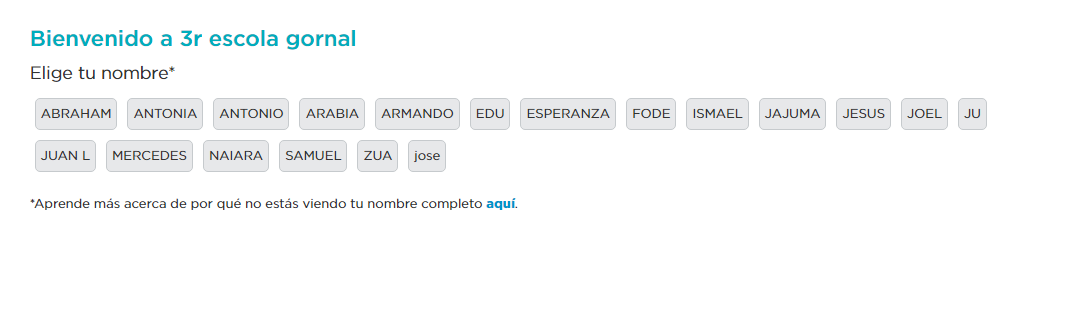 Bienvenido a 3r escola gornal
Elige tu nombre*
ABRAHAM ANTONIA ANTONIO ARABIA ARMANDO EDU ESPERANZA FODE ISMAEL JAJUMA JESUS JOEL JU
JUAN L MERCEDES NAIARA SAMUEL ZUA jose
*Aprende más acerca de por qué no estás viendo tu nombre completo aquí.